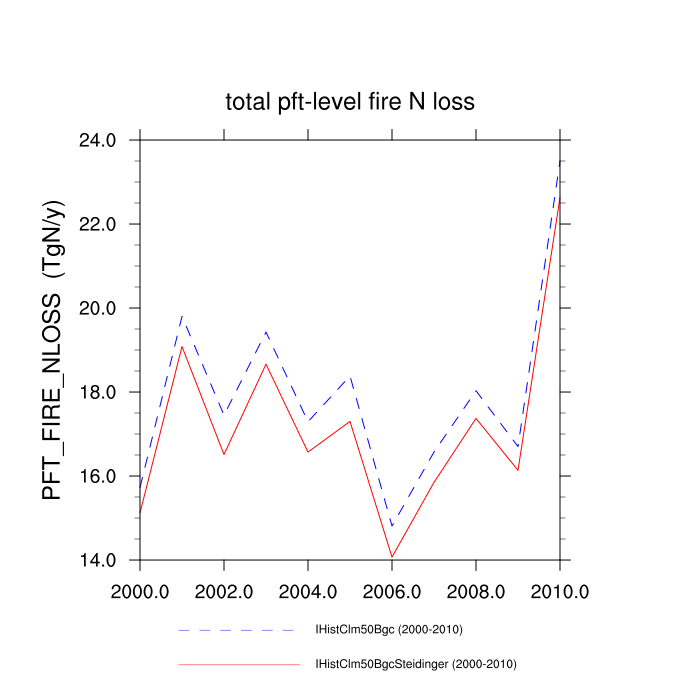 total pft-level fire N loss
PFT_FIRE_NLOSS (TgN/y)
24.0
22.0
20.0
18.0
16.0
14.0
2000.0 2002.0 2004.0 2006.0 2008.0 2010.0
IHistClm50Bgc (2000-2010)
IHistClm50BgcSteidinger (2000-2010)